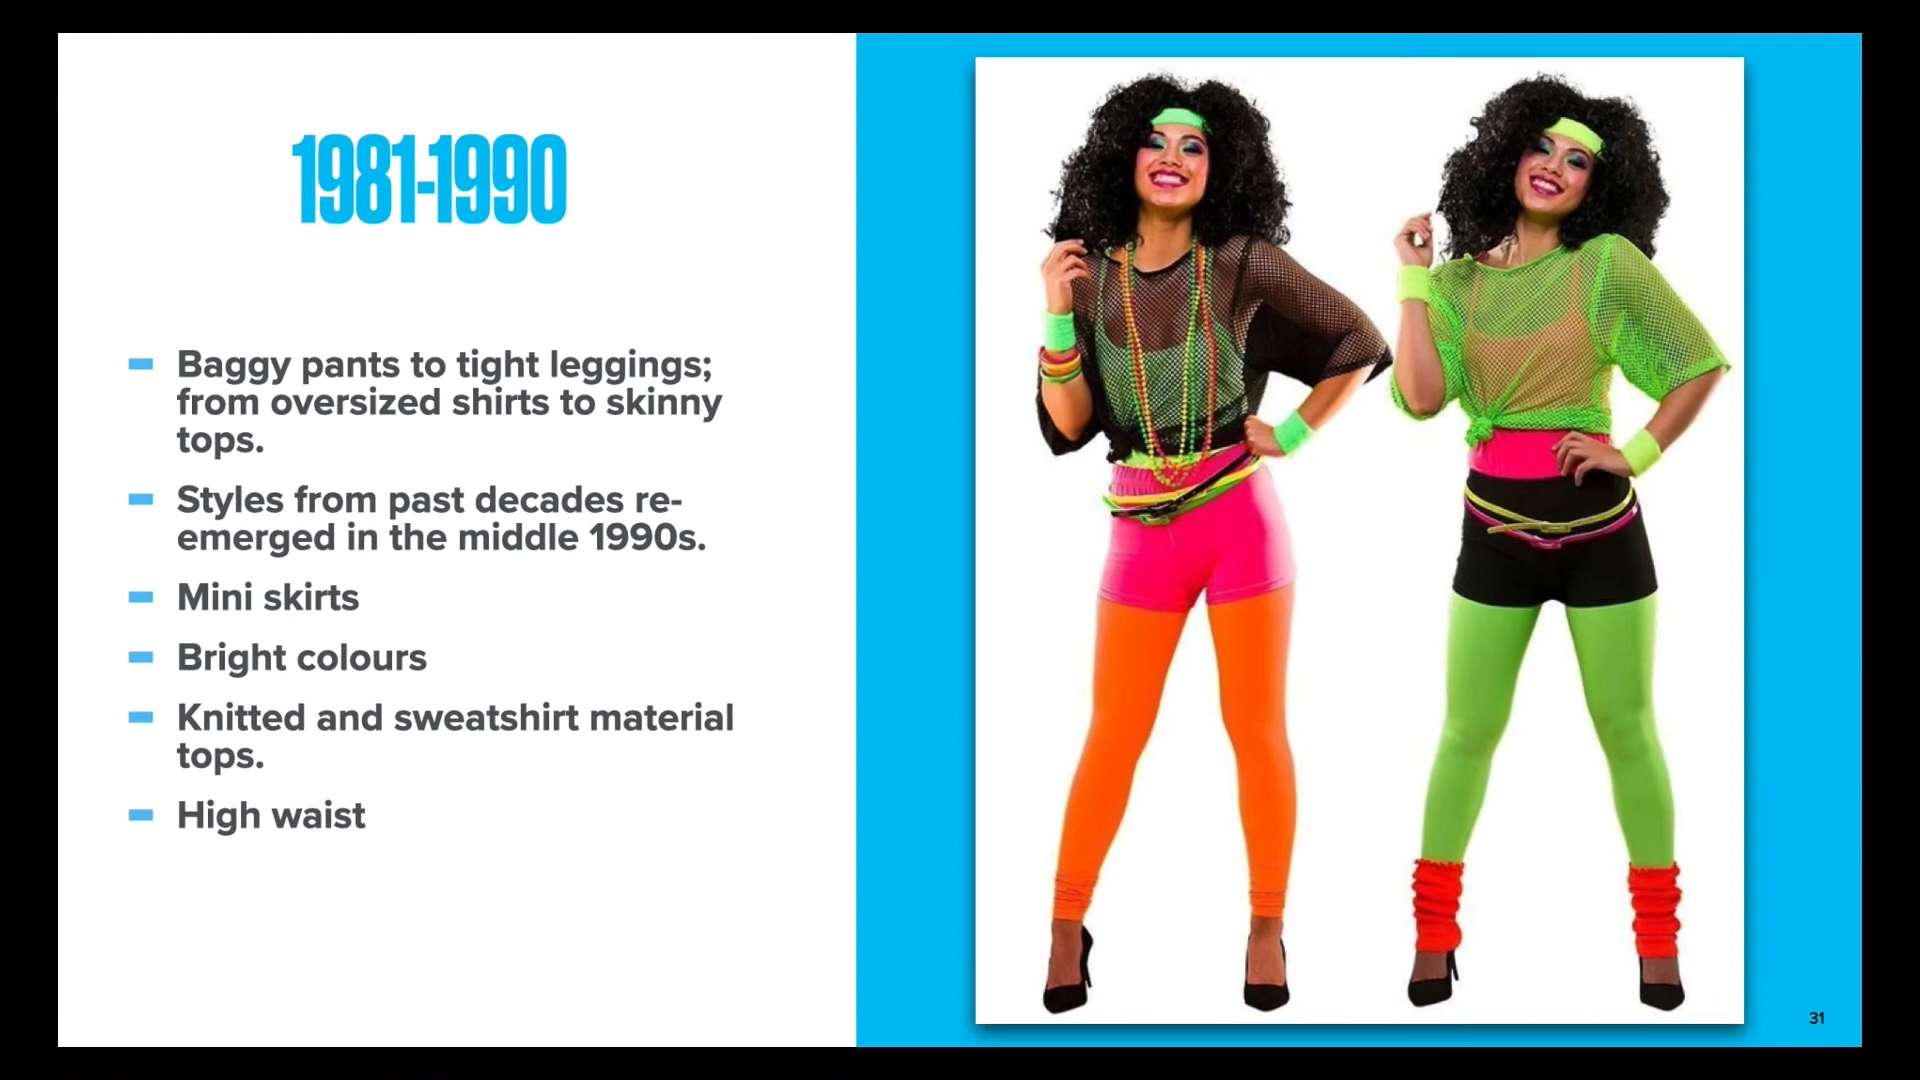 1981-1990
Baggy pants to tight leggings;
from oversized shirts to skinny
tops.
Styles from past decades re-
emerged in the middle 1990s.
Mini skirts
Bright colours
Knitted and sweatshirt material
tops.
High waist
31